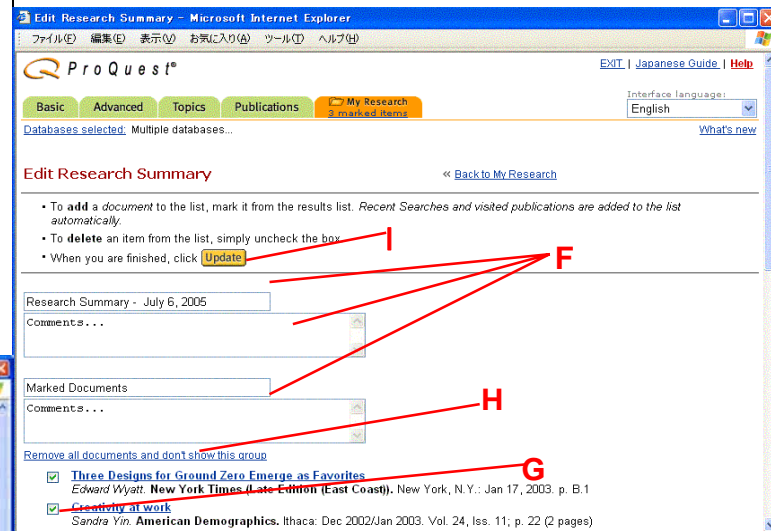 Edit Research Summary - Microsoft Internet Explorer
ファイル(F) 編集(E) 表示(V) お気に入り(A) ツール(T) ヘルプ(H)
ProQuest® EXIT | Japanese Guide | Help
Interface language:
Basic Advanced Topics Publications My Research English
3 marked items
Databases selected: Multiple databases... What's new
Edit Research Summary « Back to My Research
• To add a document to the list, mark it from the results list. Recent Searches and visited publications are added to the list
automatically.
• To delete an item from the list, simply uncheck the box.
I
• When you are finished, click Update
F
Research Summary - July 6, 2005
Comments...
Marked Documents
Comments...
H
Remove all documents and don't show this group
G
Three Designs for Ground Zero Emerge as Favorites
Edward Wyatt. New York Times (Late Edition (East Coast)). New York, N.Y.: Jan 17, 2003. p. B.1
Creativity at work
Sandra Yin. American Demographics. Ithaca: Dec 2002/Jan 2003. Vol. 24, Iss. 11; p. 22 (2 pages)